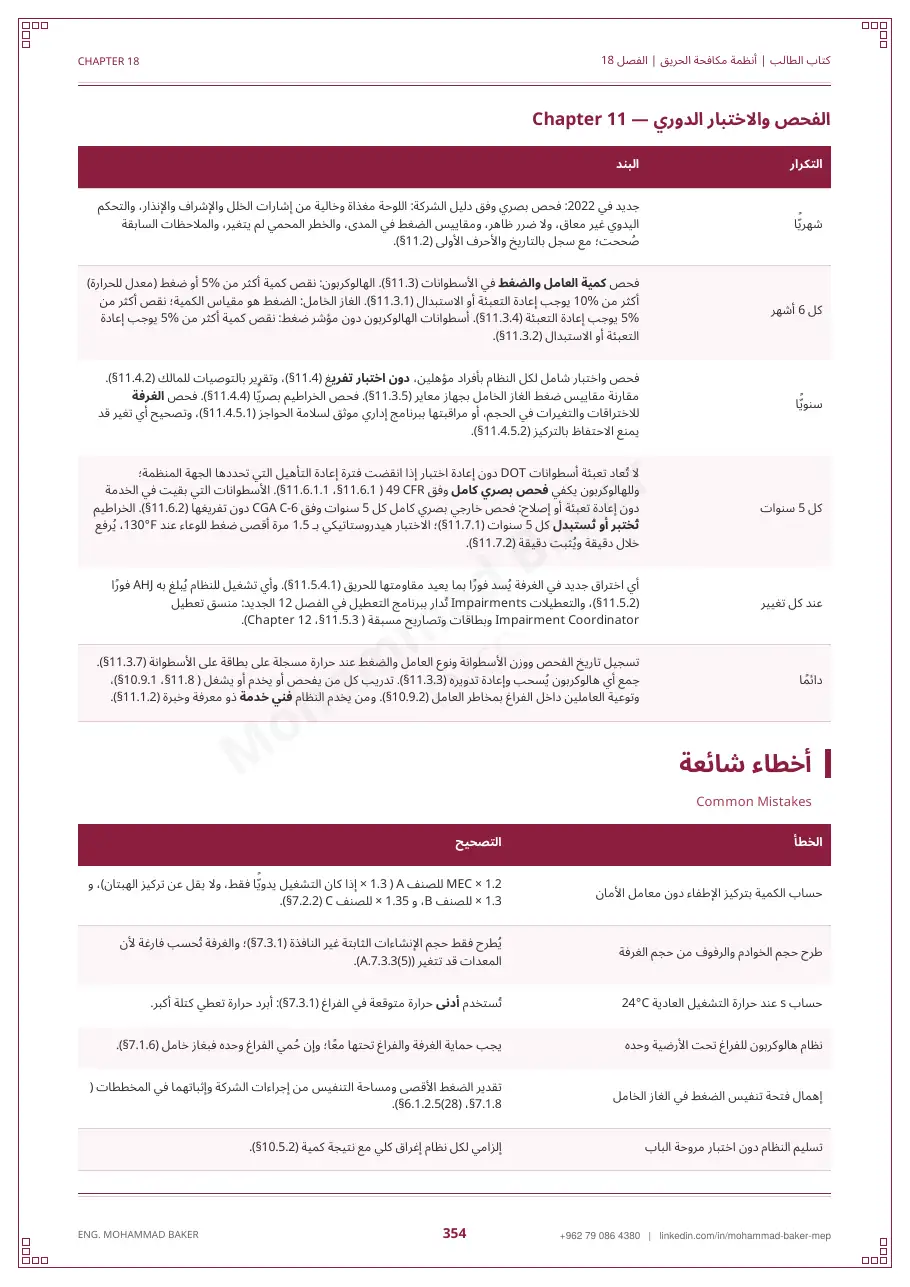 كتاب الطالب | أنظمة مكافحة الحريق | الفصل 18
CHAPTER 18
الفحص والاختبار الدوري — Chapter 11
التكرار
البند
شهريًّا
جديد في 2022: فحص بصري وفق دليل الشركة: اللوحة مغذاة وخالية من إشارات الخلل والإشراف والإنذار، والتحكم
اليدوي غير معاق، ولا ضرر ظاهر، ومقاييس الضغط في المدى، والخطر المحمي لم يتغير، والملاحظات السابقة
صُححت؛ مع سجل بالتاريخ والأحرف الأولى (§11.2).
كل 6 أشهر
فحص كمية العامل والضغط في الأسطوانات (§11.3). الهالوكربون: نقص كمية أكثر من 5% أو ضغط (معدل للحرارة)
أكثر من 10% يوجب إعادة التعبئة أو الاستبدال (§11.3.1). الغاز الخامل: الضغط هو مقياس الكمية؛ نقص أكثر من
5% يوجب إعادة التعبئة (§11.3.4). أسطوانات الهالوكربون دون مؤشر ضغط: نقص كمية أكثر من 5% يوجب إعادة
التعبئة أو الاستبدال (§11.3.2).
سنويًّا
فحص واختبار شامل لكل النظام بأفراد مؤهلين، دون اختبار تفريغ (§11.4)، وتقرير بالتوصيات للمالك (§11.4.2).
مقارنة مقاييس ضغط الغاز الخامل بجهاز معاير (§11.3.5). فحص الخراطيم بصريًّا (§11.4.4). فحص الغرفة
للاختراقات والتغيرات في الحجم، أو مراقبتها ببرنامج إداري موثق لسلامة الحواجز (§11.4.5.1)، وتصحيح أي تغير قد
يمنع الاحتفاظ بالتركيز (§11.4.5.2).
كل 5 سنوات
لا تُعاد تعبئة أسطوانات DOT دون إعادة اختبار إذا انقضت فترة إعادة التأهيل التي تحددها الجهة المنظمة؛
وللهالوكربون يكفي فحص بصري كامل وفق 49 CFR ( §11.6.1، §11.6.1.1). الأسطوانات التي بقيت في الخدمة
دون إعادة تعبئة أو إصلاح: فحص خارجي بصري كامل كل 5 سنوات وفق CGA C-6 دون تفريغها (§11.6.2). الخراطيم
تُختبر أو تُستبدل كل 5 سنوات (§11.7.1)؛ الاختبار هيدروستاتيكي بـ 1.5 مرة أقصى ضغط للوعاء عند 130°F، يُرفع
خلال دقيقة ويُثبت دقيقة (§11.7.2).
عند كل تغيير
أي اختراق جديد في الغرفة يُسد فورًا بما يعيد مقاومتها للحريق (§11.5.4.1). وأي تشغيل للنظام يُبلغ به AHJ فورًا
(§11.5.2)، والتعطيلات Impairments تُدار ببرنامج التعطيل في الفصل 12 الجديد: منسق تعطيل
Impairment Coordinator وبطاقات وتصاريح مسبقة ( §11.5.3، Chapter 12).
دائمًا
تسجيل تاريخ الفحص ووزن الأسطوانة ونوع العامل والضغط عند حرارة مسجلة على بطاقة على الأسطوانة (§11.3.7).
جمع أي هالوكربون يُسحب وإعادة تدويره (§11.3.3). تدريب كل من يفحص أو يخدم أو يشغل ( §11.8، §10.9.1)،
وتوعية العاملين داخل الفراغ بمخاطر العامل (§10.9.2). ومن يخدم النظام فني خدمة ذو معرفة وخبرة (§11.1.2).
أخطاء شائعة
Common Mistakes
الخطأ
التصحيح
حساب الكمية بتركيز الإطفاء دون معامل الأمان
1.2 × MEC للصنف A ( 1.3 × إذا كان التشغيل يدويًّا فقط، ولا يقل عن تركيز الهبتان)، و
1.3 × للصنف B، و 1.35 × للصنف C (§7.2.2).
طرح حجم الخوادم والرفوف من حجم الغرفة
يُطرح فقط حجم الإنشاءات الثابتة غير النافذة (§7.3.1)؛ والغرفة تُحسب فارغة لأن
المعدات قد تتغير (A.7.3.3(5)).
حساب s عند حرارة التشغيل العادية 24°C
تُستخدم أدنى حرارة متوقعة في الفراغ (§7.3.1): أبرد حرارة تعطي كتلة أكبر.
نظام هالوكربون للفراغ تحت الأرضية وحده
يجب حماية الغرفة والفراغ تحتها معًا؛ وإن حُمي الفراغ وحده فبغاز خامل (§7.1.6).
إهمال فتحة تنفيس الضغط في الغاز الخامل
تقدير الضغط الأقصى ومساحة التنفيس من إجراءات الشركة وإثباتهما في المخططات (
§7.1.8، §6.1.2.5(28)).
تسليم النظام دون اختبار مروحة الباب
إلزامي لكل نظام إغراق كلي مع نتيجة كمية (§10.5.2).
ENG. MOHAMMAD BAKER
354
+962 79 086 4380 | linkedin.com/in/mohammad-baker-mep